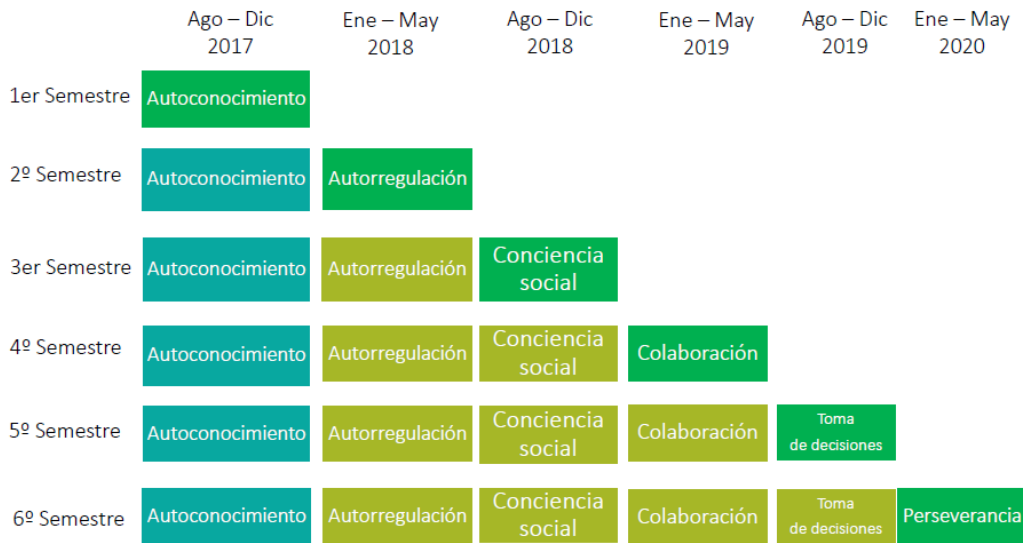 Ago – Dic 2017
Ene – May 2018
Ago – Dic 2018
Ene – May 2019
Ago – Dic 2019
Ene – May 2020
1er Semestre
Autoconocimiento
2º Semestre
Autoconocimiento
Autorregulación
3er Semestre
Autoconocimiento
Autorregulación
Conciencia
social
4º Semestre
Autoconocimiento
Autorregulación
Conciencia
social
Colaboración
5º Semestre
Autoconocimiento
Autorregulación
Conciencia
social
Colaboración
Toma
de decisiones
6º Semestre
Autoconocimiento
Autorregulación
Conciencia
social
Colaboración
Toma
de decisiones
Perseverancia